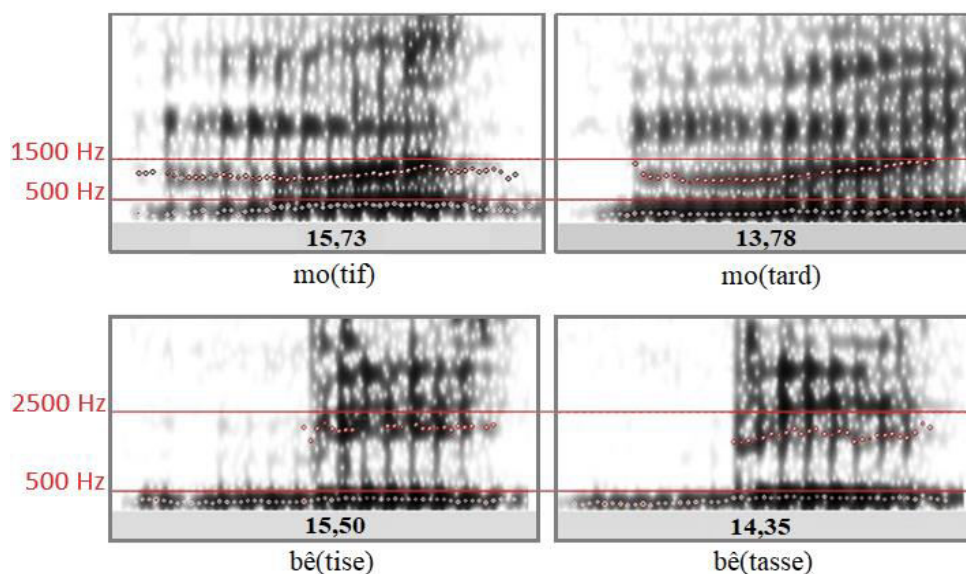 1500 Hz
500 Hz
15,73
13,78
mo(tif)
mo(tard)
2500 Hz
500 Hz
15,50
14,35
bê(tise)
bê(tasse)